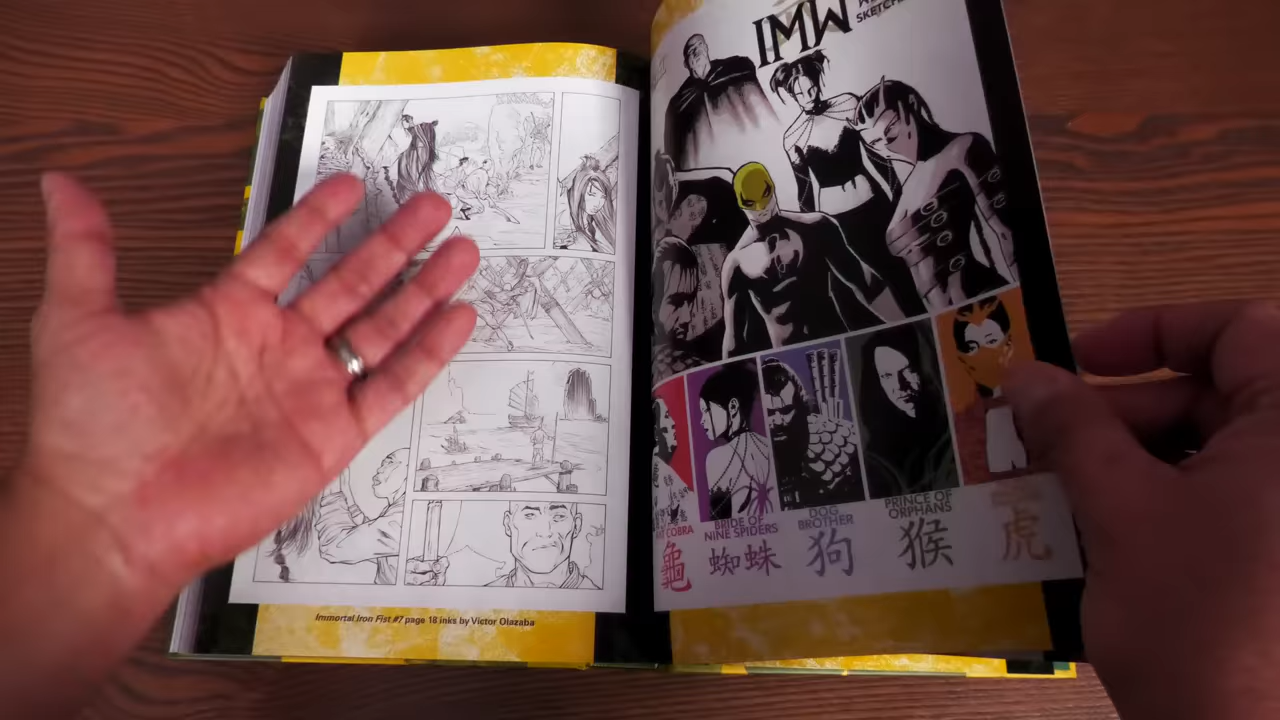 Immortal Iron Fist #7 page 18 inks by Victor Olazaba
IMW
COBRA
龜
BRIDE OF
NINE SPIDERS
蜘蛛
DOG
BROTHER
狗
PRINCE OF
ORPHANS
猴
虎